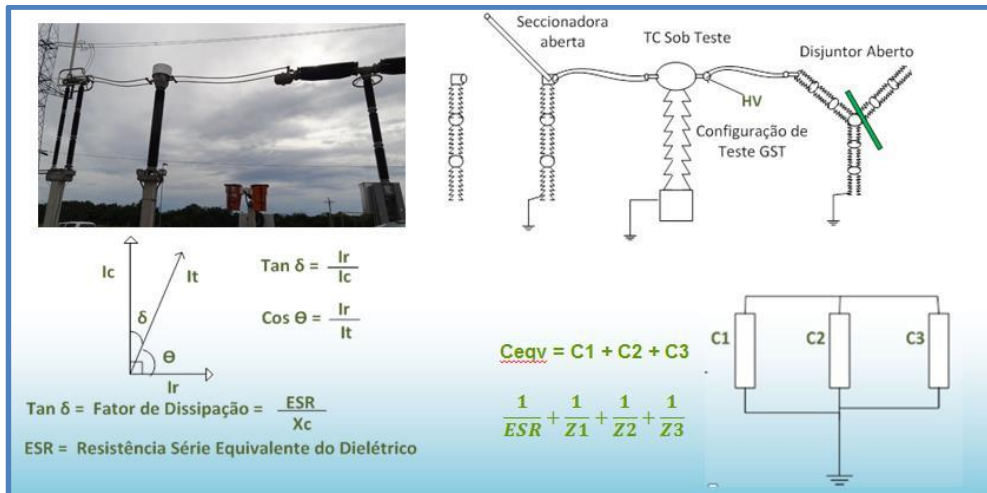 Seccionadora
aberta
TC Sob Teste
Disjuntor Aberto
HV
Configuração de
Teste GST
Ic
It
δ
Θ
Ir
Tan δ = Ir / Ic
Cos Θ = Ir / It
Tan δ = Fator de Dissipação = ESR / Xc
ESR = Resistência Série Equivalente do Dielétrico
Ceqv = C1 + C2 + C3
1/ESR + 1/Z1 + 1/Z2 + 1/Z3
C1
C2
C3